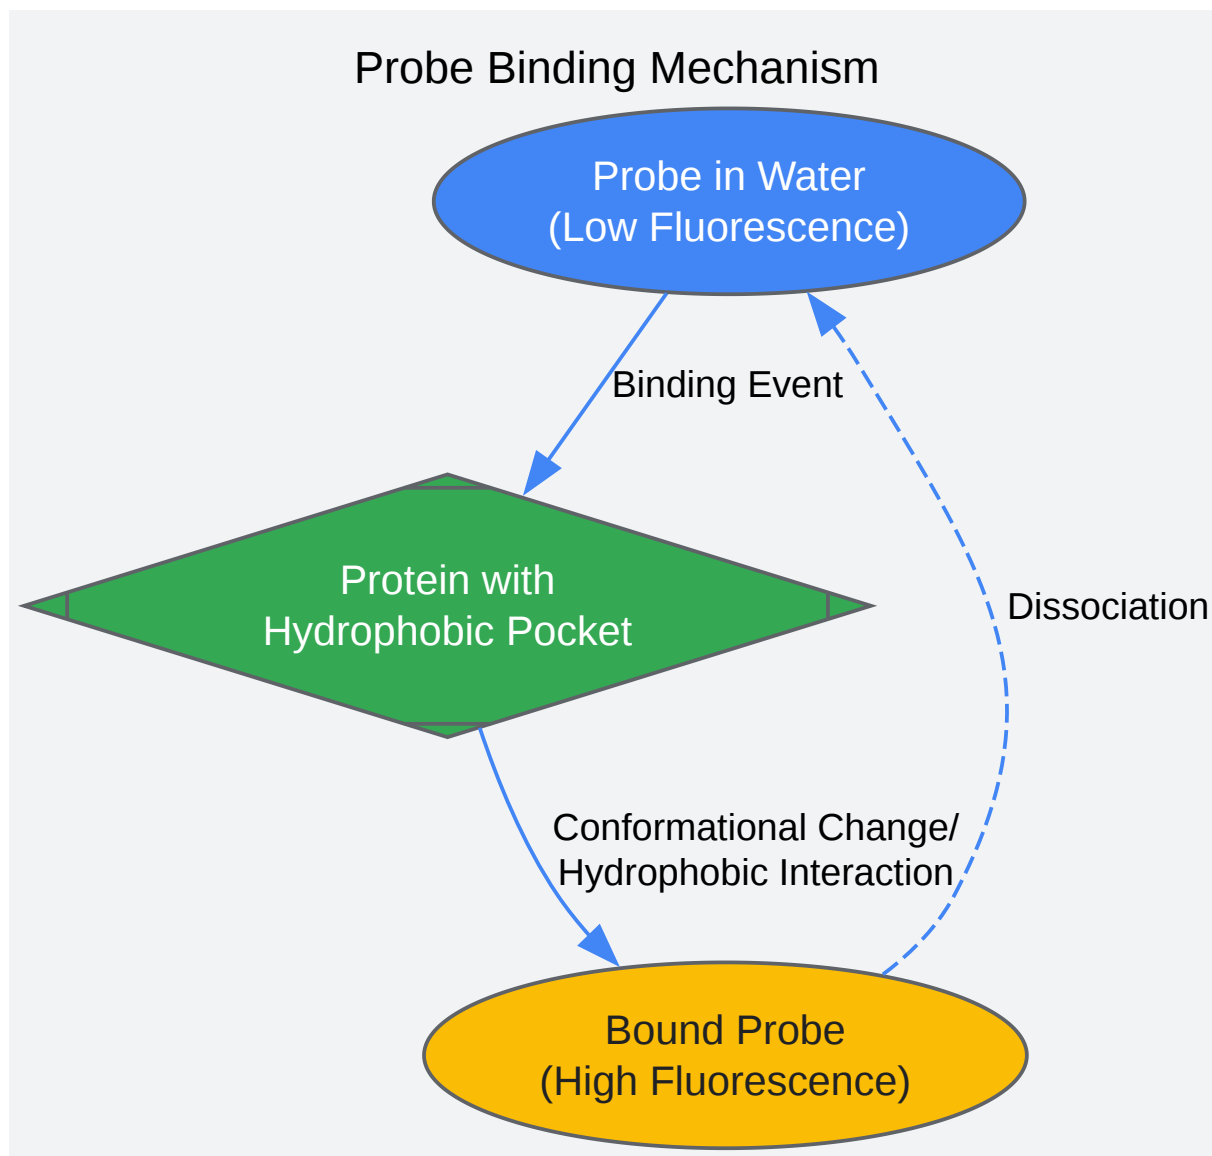 Probe Binding Mechanism
Probe in Water
(Low Fluorescence)
Binding Event
Protein with
Hydrophobic Pocket
Dissociation
Conformational Change/
Hydrophobic Interaction
Bound Probe
(High Fluorescence)